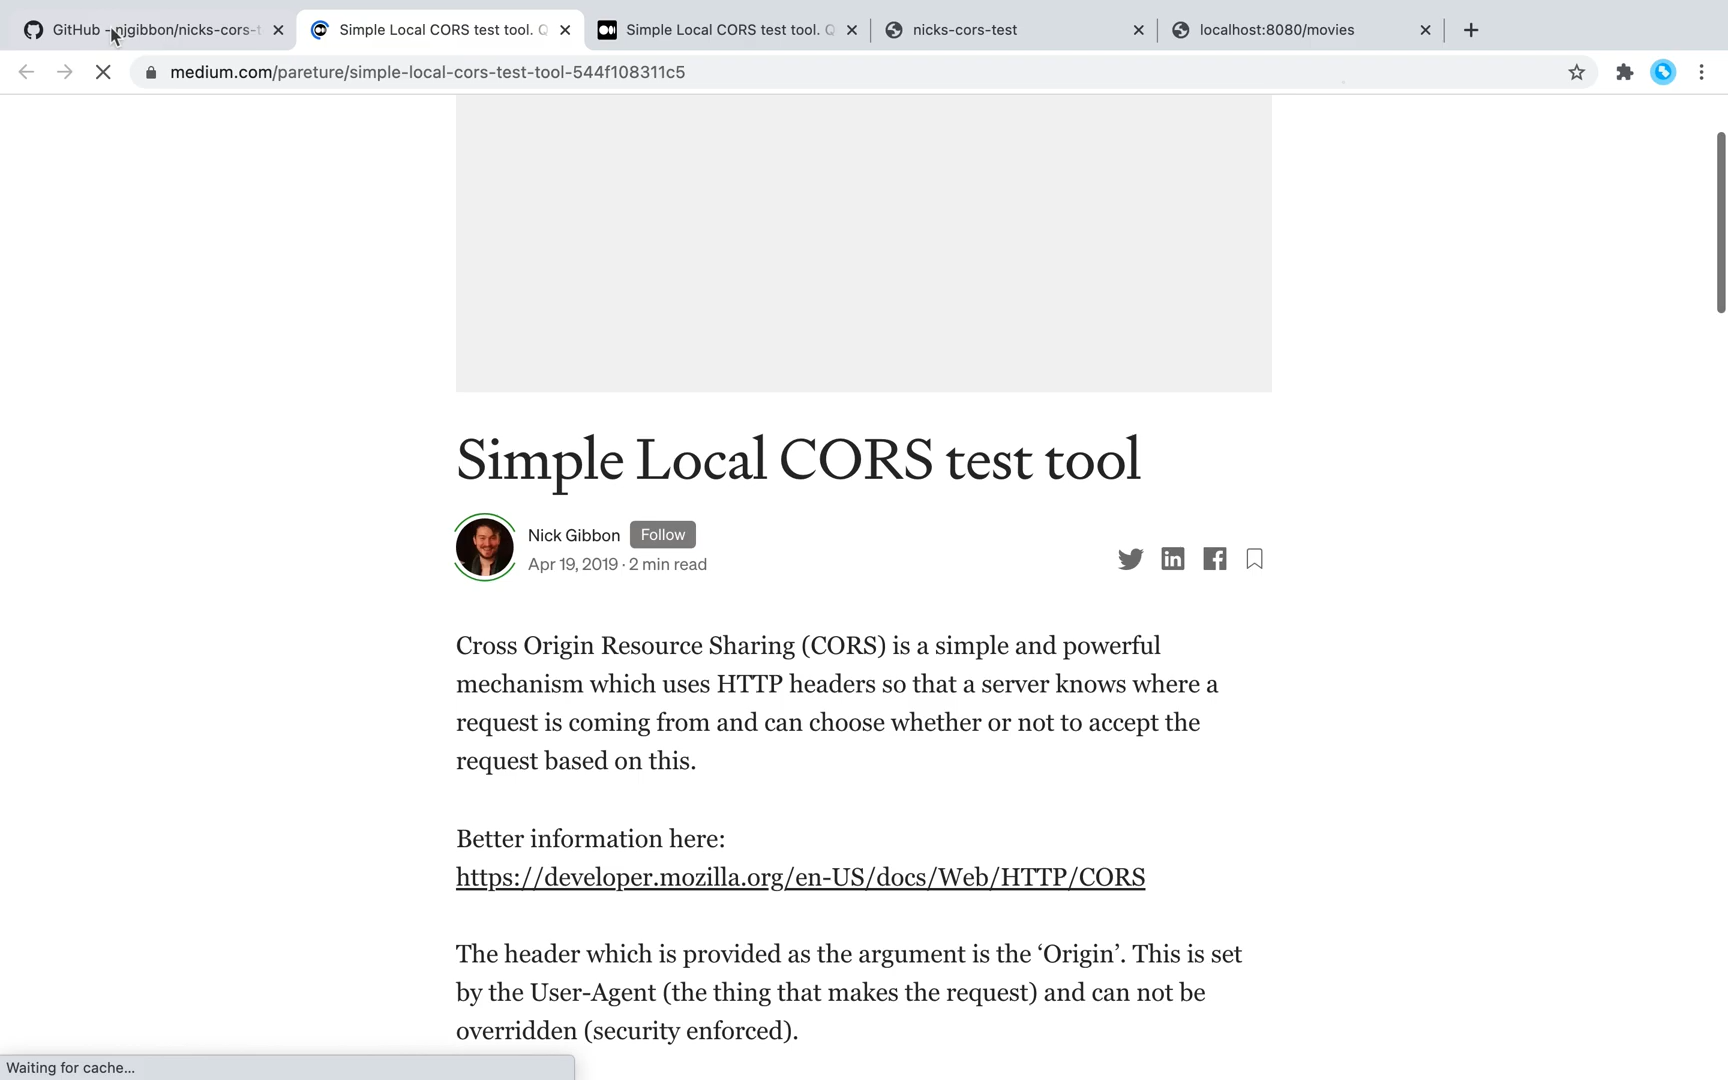 GitHub - njgibbon/nicks-cors-t
Simple Local CORS test tool. Q
Simple Local CORS test tool. Q
nicks-cors-test
localhost:8080/movies
medium.com/pareture/simple-local-cors-test-tool-544f108311c5
Simple Local CORS test tool
Nick Gibbon Follow
Apr 19, 2019 · 2 min read
Cross Origin Resource Sharing (CORS) is a simple and powerful
mechanism which uses HTTP headers so that a server knows where a
request is coming from and can choose whether or not to accept the
request based on this.
Better information here:
https://developer.mozilla.org/en-US/docs/Web/HTTP/CORS
The header which is provided as the argument is the ‘Origin’. This is set
by the User-Agent (the thing that makes the request) and can not be
overridden (security enforced).
Waiting for cache...